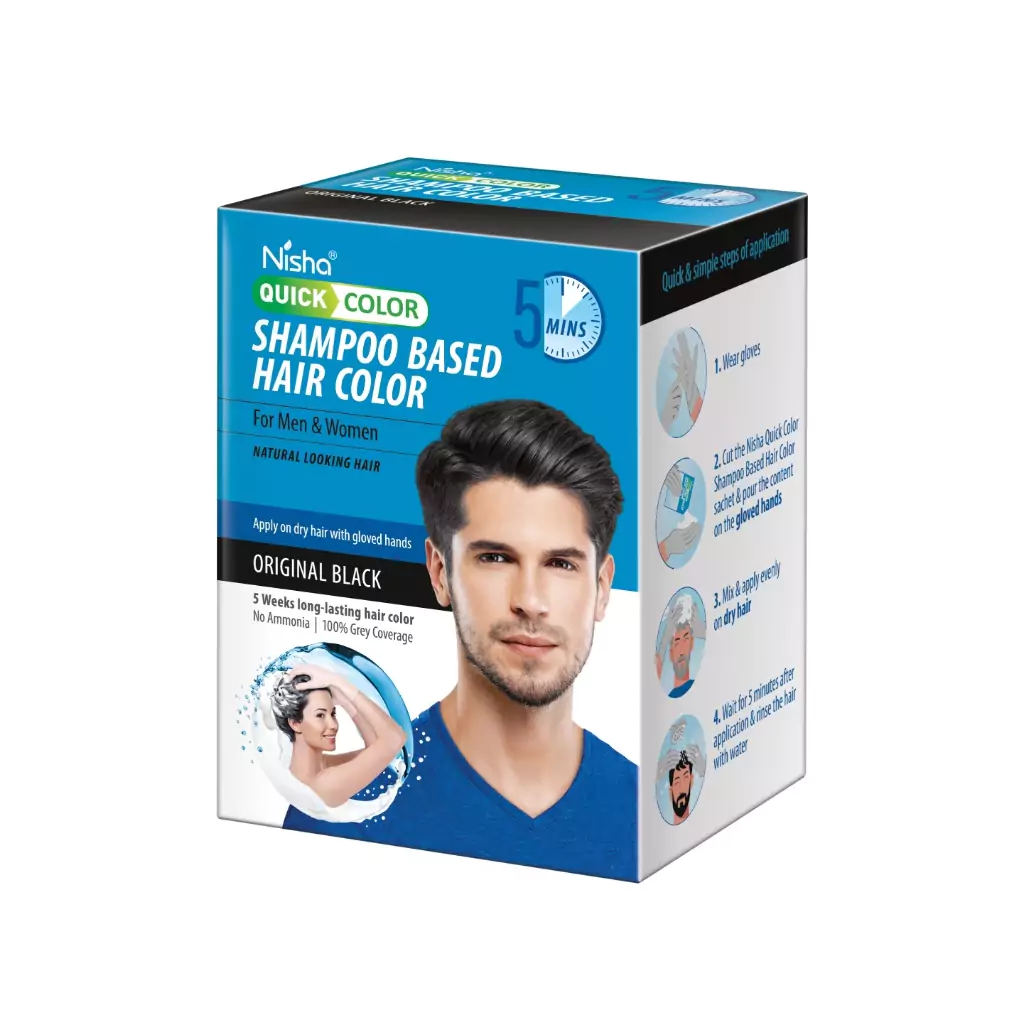 Nisha
QUICK COLOR
SHAMPOO BASED
HAIR COLOR
ORIGINAL BLACK
5 MINS
Nisha®
QUICK COLOR
SHAMPOO BASED
HAIR COLOR
For Men & Women
NATURAL LOOKING HAIR
5 MINS
Apply on dry hair with gloved hands
ORIGINAL BLACK
5 Weeks long-lasting hair color
No Ammonia | 100% Grey Coverage
Quick & simple steps of application
1. Wear gloves
2. Cut the Nisha Quick Color
Shampoo Based Hair Color
sachet & pour the content
on the gloved hands
3. Mix & apply evenly
on dry hair
4. Wait for 5 minutes after
application & rinse the hair
with water